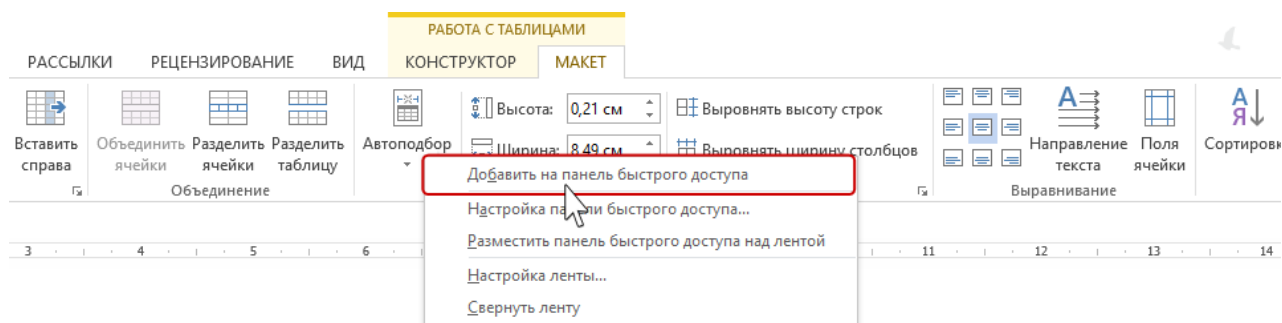 РАБОТА С ТАБЛИЦАМИ
РАССЫЛКИ РЕЦЕНЗИРОВАНИЕ ВИД КОНСТРУКТОР МАКЕТ
Вставить справа
Объединить ячейки
Разделить ячейки
Разделить таблицу
Объединение
Автоподбор
Высота: 0,21 см
Выровнять высоту строк
Ширина: 8,49 см
Выровнять ширину столбцов
Направление текста
Поля ячейки
Выравнивание
А
А
Я
Сортировк
Добавить на панель быстрого доступа
Настройка панели быстрого доступа...
Разместить панель быстрого доступа над лентой
Настройка ленты...
Свернуть ленту
3 4 5 6 11 12 13 14